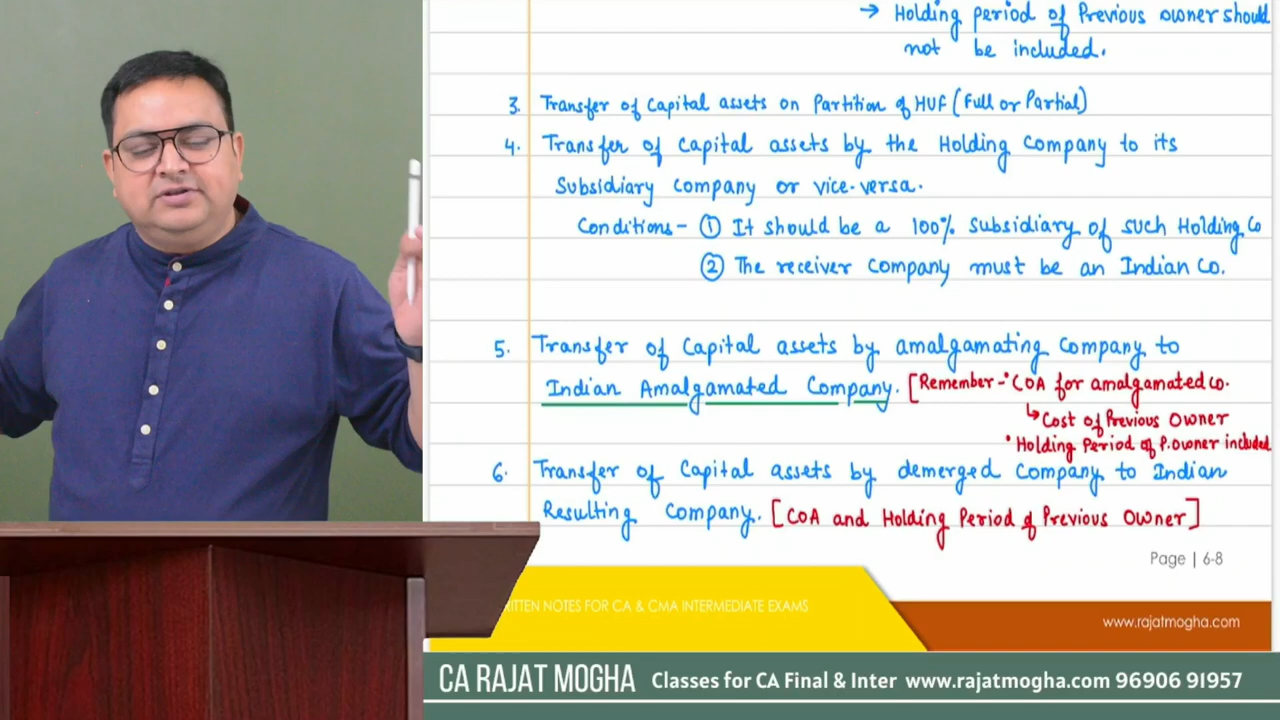 → Holding period of Previous owner should
not be included.
3. Transfer of Capital assets on Partition of HUF (Full or Partial)
4. Transfer of Capital assets by the Holding Company to its
Subsidiary Company or vice-versa.
Conditions- ① It should be a 100% Subsidiary of such Holding Co
② The receiver Company must be an Indian Co.
5. Transfer of Capital assets by amalgamating Company to
Indian Amalgamated Company. [Remember-• COA for amalgamated Co.
↳ Cost of Previous Owner
• Holding Period of P.owner included
6. Transfer of Capital assets by demerged Company to Indian
Resulting Company. [COA and Holding Period of Previous Owner]
Page | 6-8
RITTEN NOTES FOR CA & CMA INTERMEDIATE EXAMS
www.rajatmogha.com
CA RAJAT MOGHA Classes for CA Final & Inter www.rajatmogha.com 96906 91957